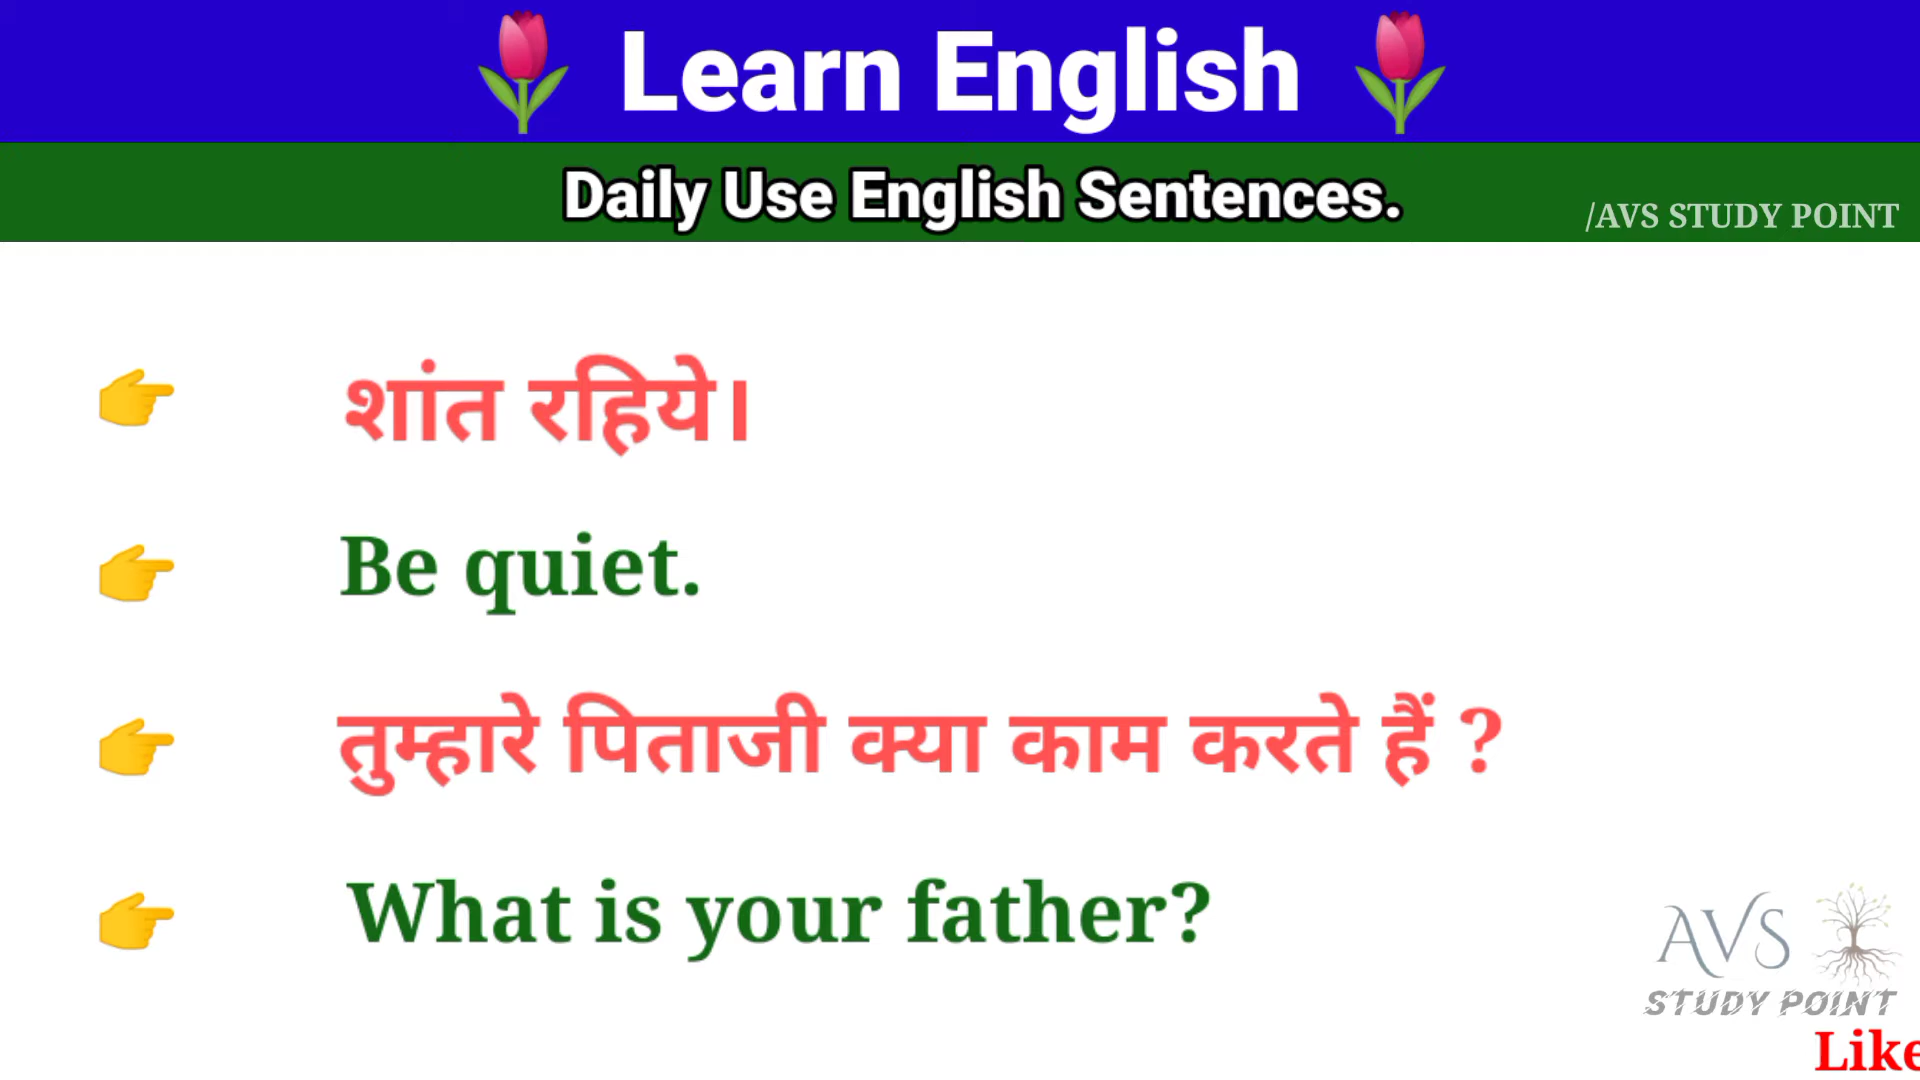 Learn English
Daily Use English Sentences.
/AVS STUDY POINT
शांत रहिये।
Be quiet.
तुम्हारे पिताजी क्या काम करते हैं ?
What is your father?
AVS
STUDY POINT
Like